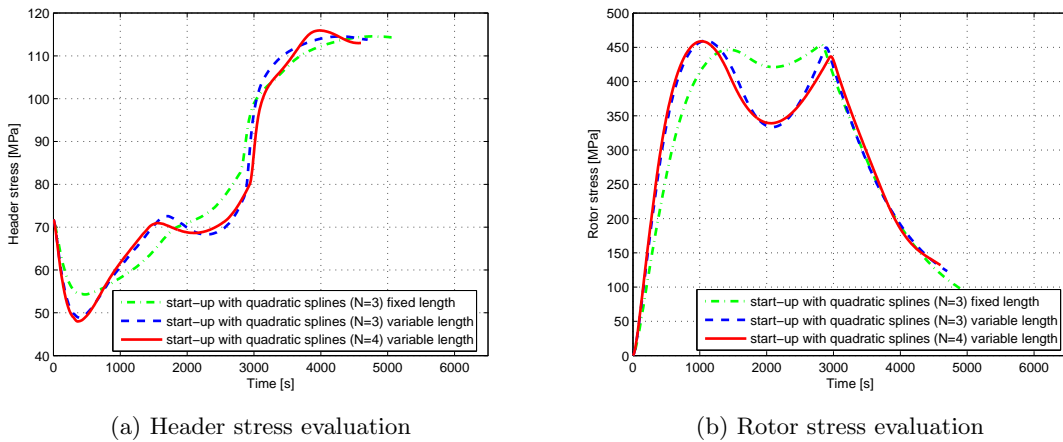 120
110
100
90
80
70
60
50
40
Header stress [MPa]
0 1000 2000 3000 4000 5000 6000
Time [s]
start−up with quadratic splines (N=3) fixed length
start−up with quadratic splines (N=3) variable length
start−up with quadratic splines (N=4) variable length
(a) Header stress evaluation
500
450
400
350
300
250
200
150
100
50
0
Rotor stress [MPa]
0 1000 2000 3000 4000 5000 6000
Time [s]
start−up with quadratic splines (N=3) fixed length
start−up with quadratic splines (N=3) variable length
start−up with quadratic splines (N=4) variable length
(b) Rotor stress evaluation